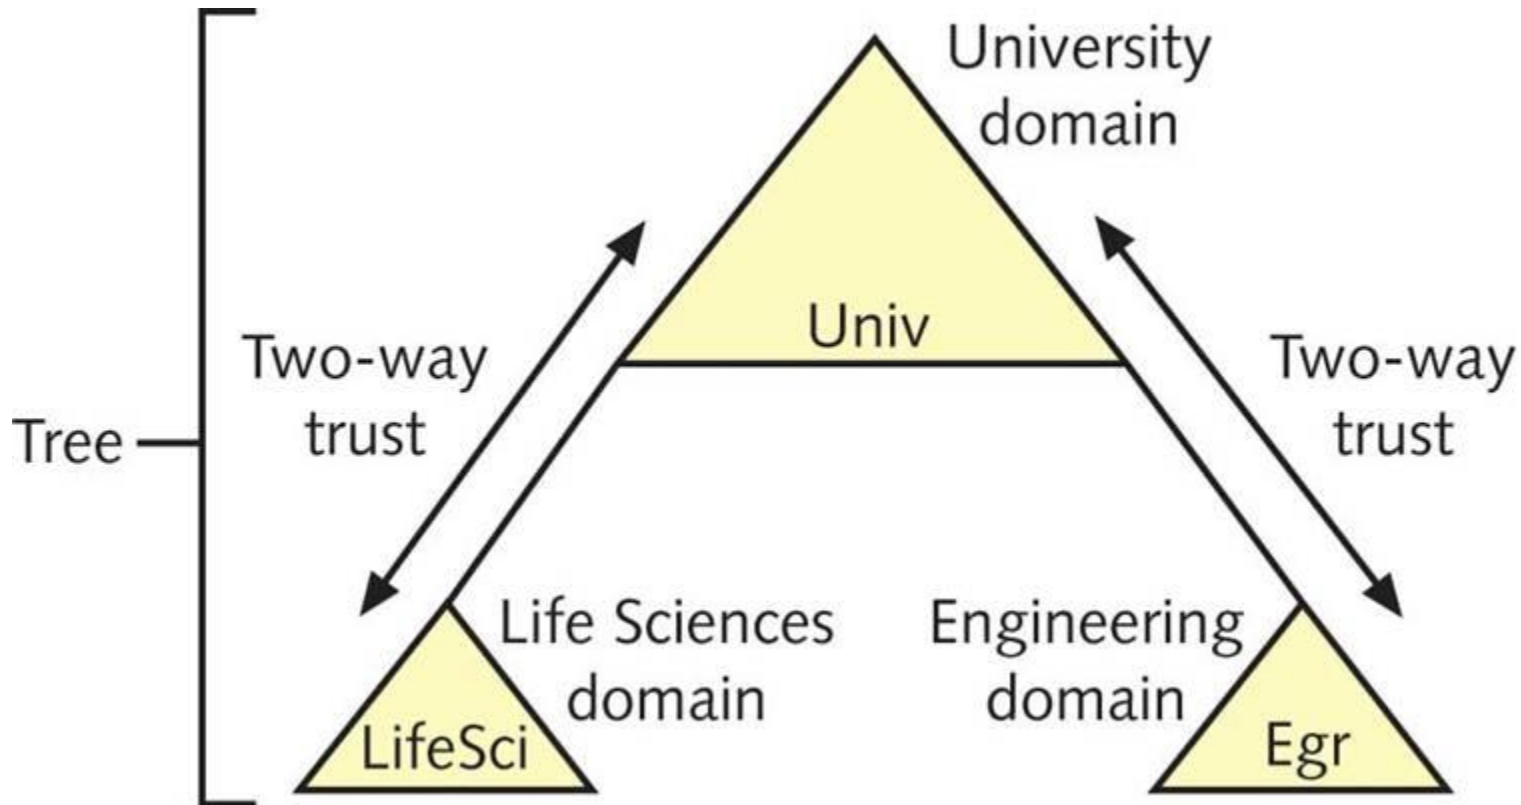 University
domain
Univ
Two-way
trust
Two-way
trust
Tree
Life Sciences
domain
Engineering
domain
LifeSci
Egr